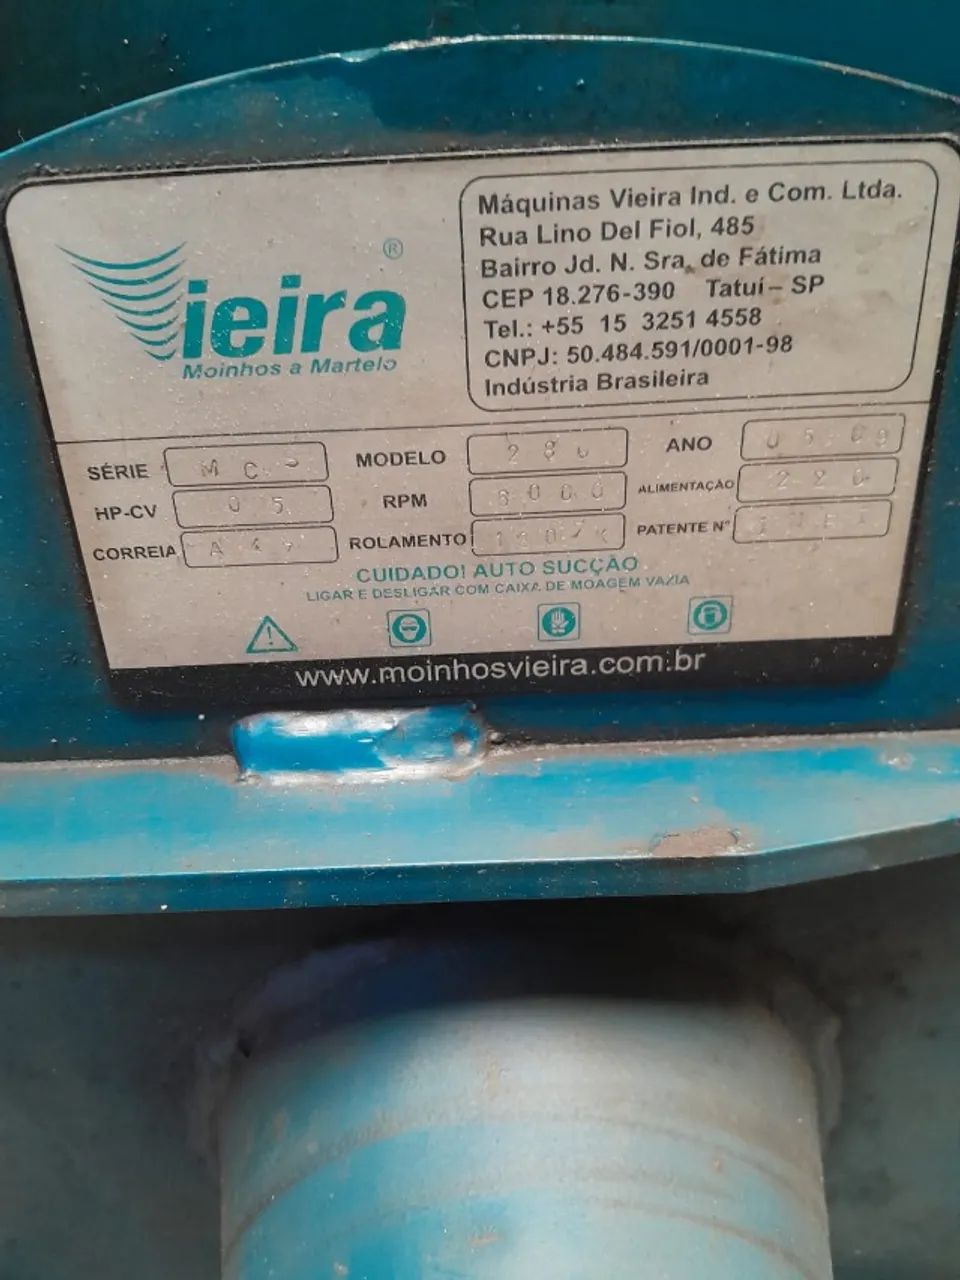 Vieira ®
Moinhos a Martelo
Máquinas Vieira Ind. e Com. Ltda.
Rua Lino Del Fiol, 485
Bairro Jd. N. Sra. de Fátima
CEP 18.276-390 Tatuí – SP
Tel.: +55 15 3251 4558
CNPJ: 50.484.591/0001-98
Indústria Brasileira
SÉRIE MODELO ANO
HP-CV 05 RPM ALIMENTAÇÃO 220
CORREIA ROLAMENTO PATENTE Nº
CUIDADO! AUTO SUCÇÃO
LIGAR E DESLIGAR COM CAIXA DE MOAGEM VAZIA
www.moinhosvieira.com.br